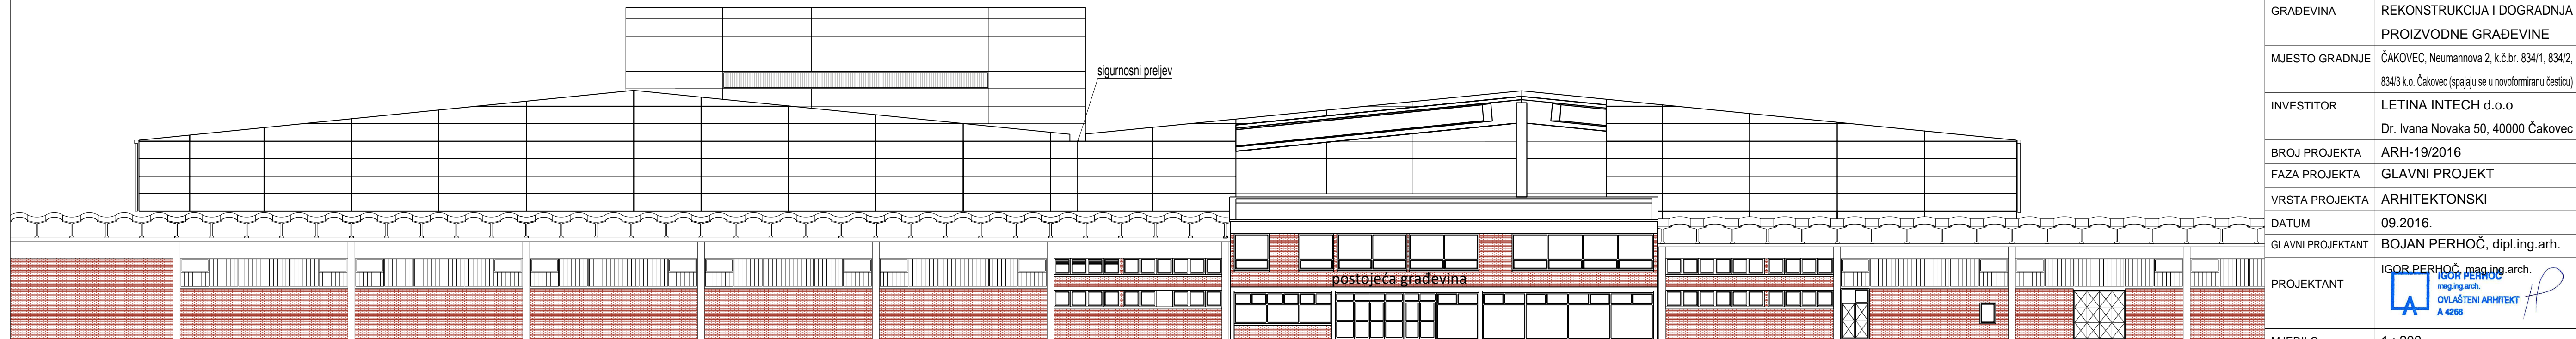 sigurnosni preljev
postojeća građevina
GRAĐEVINA REKONSTRUKCIJA I DOGRADNJA
PROIZVODNE GRAĐEVINE
MJESTO GRADNJE ČAKOVEC, Neumannova 2, k.č.br. 834/1, 834/2,
834/3 k.o. Čakovec (spajaju se u novoformiranu česticu)
INVESTITOR LETINA INTECH d.o.o
Dr. Ivana Novaka 50, 40000 Čakovec
BROJ PROJEKTA ARH-19/2016
FAZA PROJEKTA GLAVNI PROJEKT
VRSTA PROJEKTA ARHITEKTONSKI
DATUM 09.2016.
GLAVNI PROJEKTANT BOJAN PERHOČ, dipl.ing.arh.
PROJEKTANT IGOR PERHOČ, mag.ing.arch.
IGOR PERHOČ
mag.ing.arch.
OVLAŠTENI ARHITEKT
A 4268